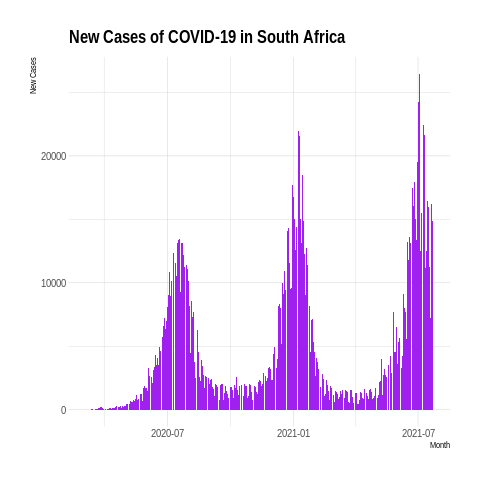 New Cases of COVID-19 in South Africa
New Cases
20000
10000
0
2020-07
2021-01
2021-07
Month